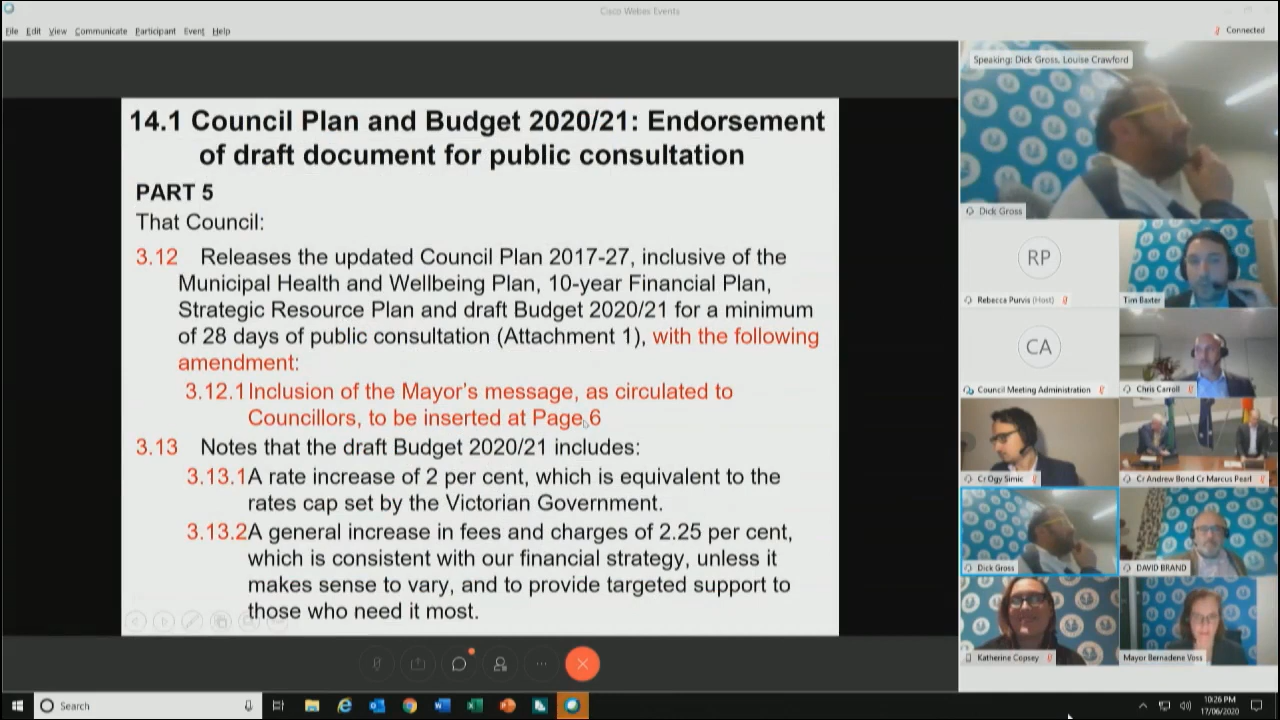 Cisco Webex Events
File Edit View Communicate Participant Event Help
Connected
Speaking: Dick Gross, Louise Crawford
14.1 Council Plan and Budget 2020/21: Endorsement
of draft document for public consultation
PART 5
That Council:
3.12 Releases the updated Council Plan 2017-27, inclusive of the
Municipal Health and Wellbeing Plan, 10-year Financial Plan,
Strategic Resource Plan and draft Budget 2020/21 for a minimum
of 28 days of public consultation (Attachment 1), with the following
amendment:
3.12.1 Inclusion of the Mayor's message, as circulated to
Councillors, to be inserted at Page 6
3.13 Notes that the draft Budget 2020/21 includes:
3.13.1 A rate increase of 2 per cent, which is equivalent to the
rates cap set by the Victorian Government.
3.13.2 A general increase in fees and charges of 2.25 per cent,
which is consistent with our financial strategy, unless it
makes sense to vary, and to provide targeted support to
those who need it most.
Dick Gross
RP
Rebecca Purvis (Host)
Tim Baxter
CA
Council Meeting Administration
Chris Carroll
Cr Ogy Simic
Cr Andrew Bond Cr Marcus Pearl
Dick Gross
DAVID BRAND
Katherine Copsey
Mayor Bernadene Voss
Search
10:26 PM
17/06/2020